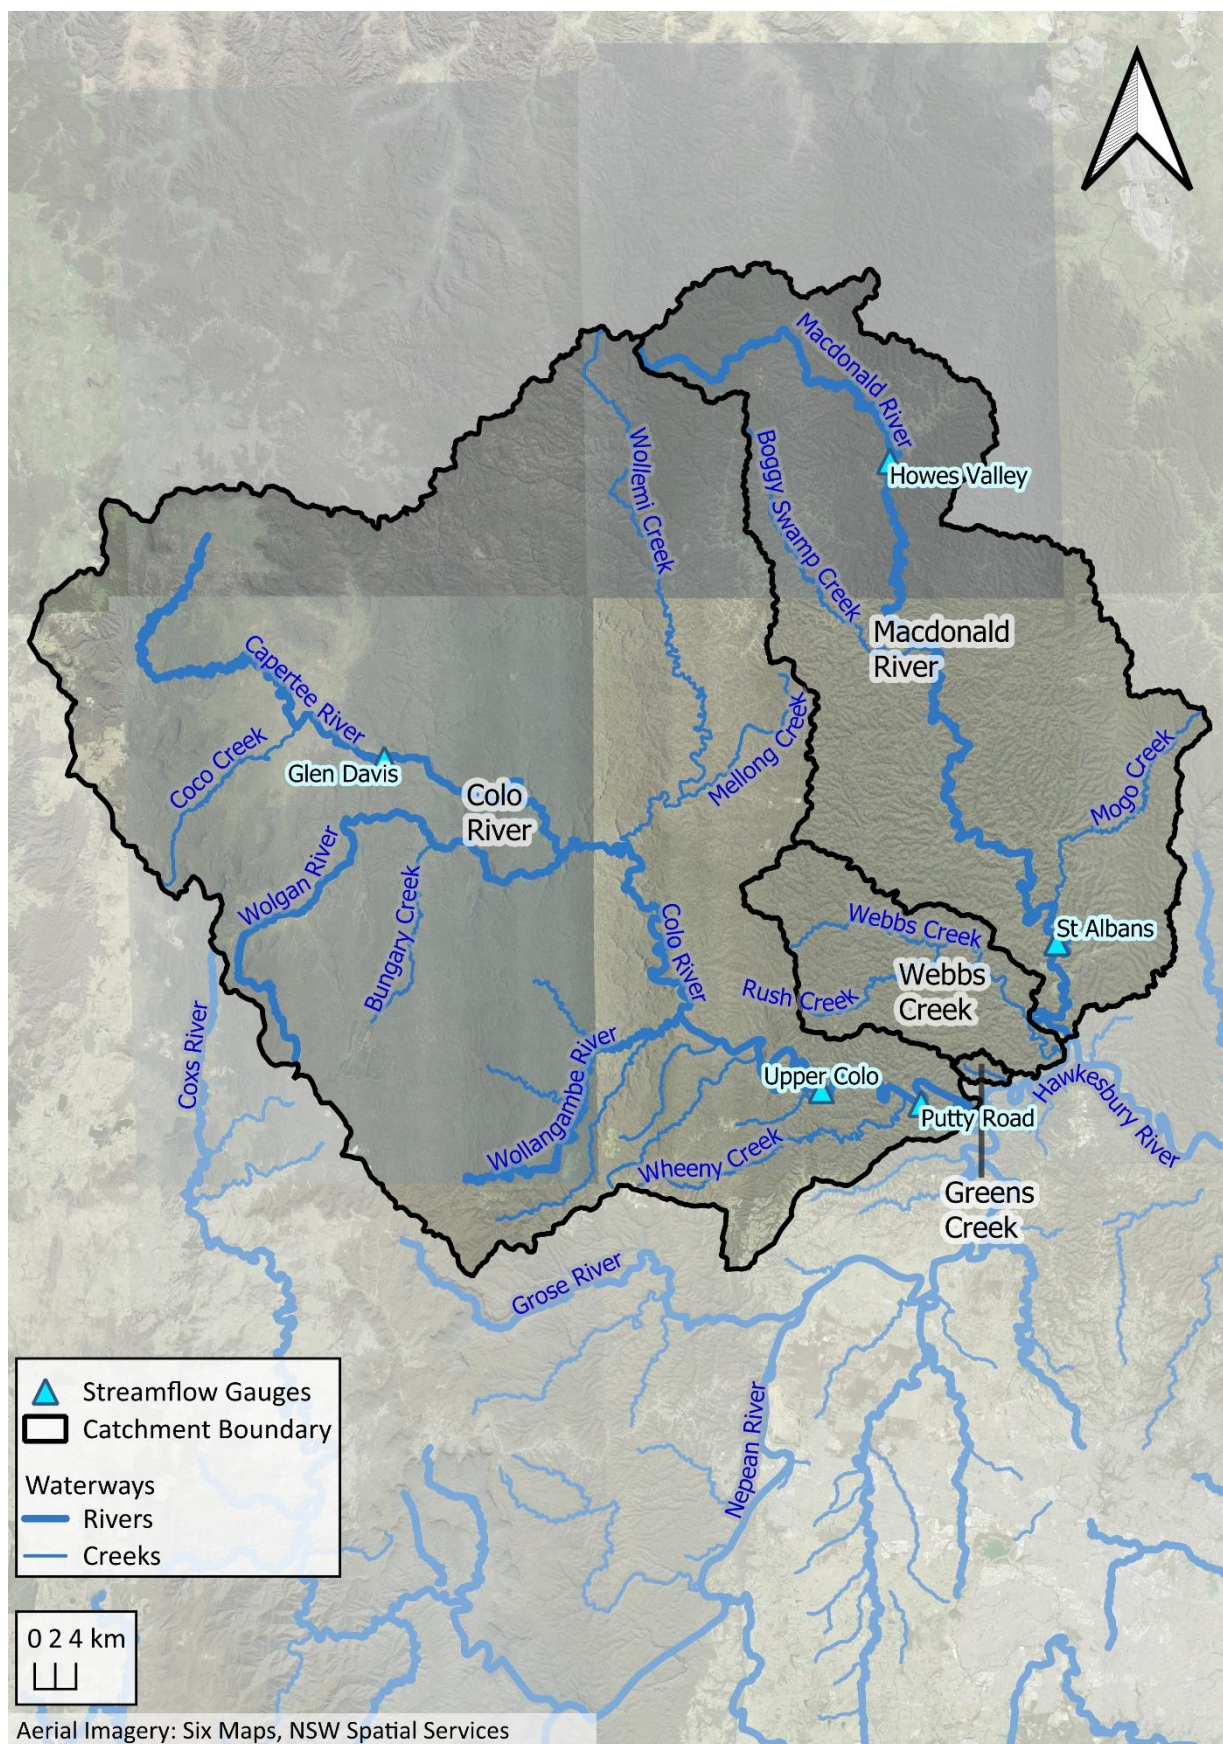 Macdonald River
Howes Valley
Wollemi Creek
Boggy Swamp Creek
Macdonald
River
Capertee River
Coco Creek
Glen Davis
Colo
River
Mellong Creek
Mogo Creek
Wolgan River
Bungary Creek
Colo River
Webbs Creek
St Albans
Webbs
Creek
Rush Creek
Coxs River
Wollangambe River
Upper Colo
Putty Road
Hawkesbury River
Wheeny Creek
Greens
Creek
Grose River
Nepean River
Streamflow Gauges
Catchment Boundary
Waterways
Rivers
Creeks
0 2 4 km
Aerial Imagery: Six Maps, NSW Spatial Services